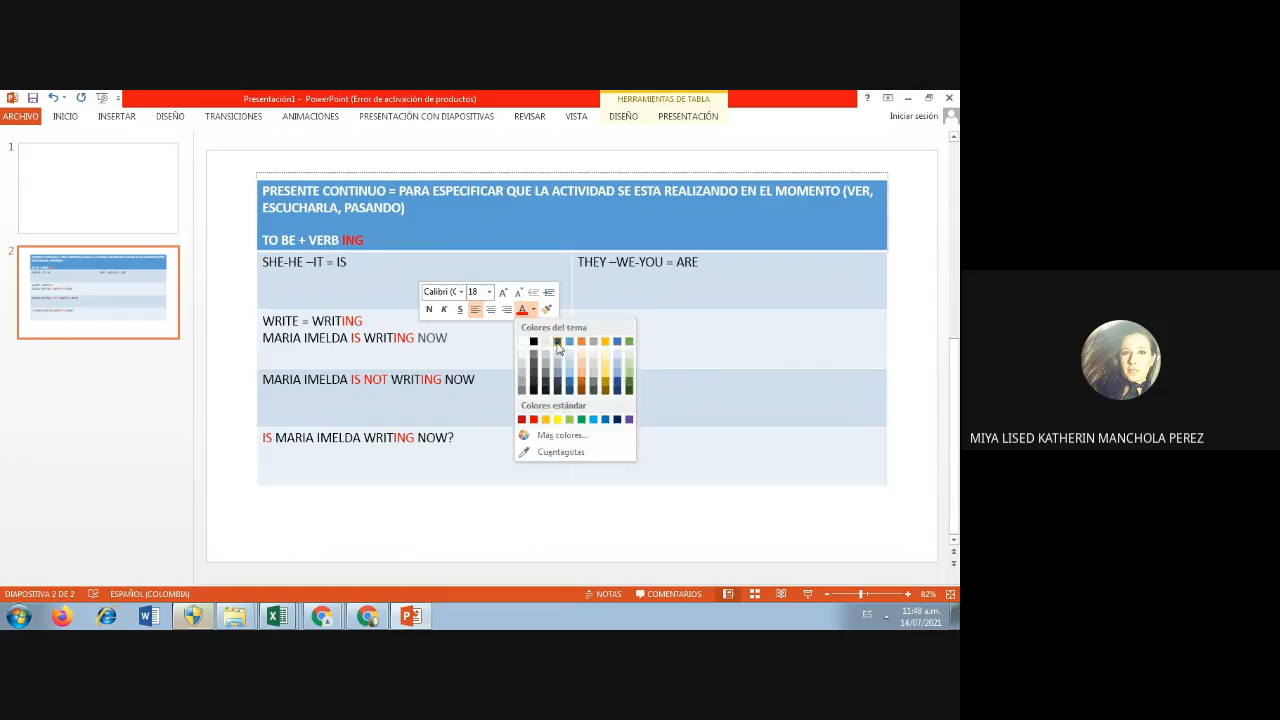 Presentación1 - PowerPoint (Error de activación de productos)
HERRAMIENTAS DE TABLA
ARCHIVO INICIO INSERTAR DISEÑO TRANSICIONES ANIMACIONES PRESENTACIÓN CON DIAPOSITIVAS REVISAR VISTA DISEÑO PRESENTACIÓN Iniciar sesión
1
2
PRESENTE CONTINUO = PARA ESPECIFICAR QUE LA ACTIVIDAD SE ESTA REALIZANDO EN EL MOMENTO (VER,
ESCUCHARLA, PASANDO)
TO BE + VERB ING
SHE-HE –IT = IS
THEY –WE-YOU = ARE
Calibri (C 18
N K S A
WRITE = WRITING
MARIA IMELDA IS WRITING NOW
MARIA IMELDA IS NOT WRITING NOW
IS MARIA IMELDA WRITING NOW?
Colores del tema
Colores estándar
Más colores...
Cuentagotas
MIYA LISED KATHERIN MANCHOLA PEREZ
DIAPOSITIVA 2 DE 2 ESPAÑOL (COLOMBIA) NOTAS COMENTARIOS 82%
ES
11:48 a.m.
14/07/2021